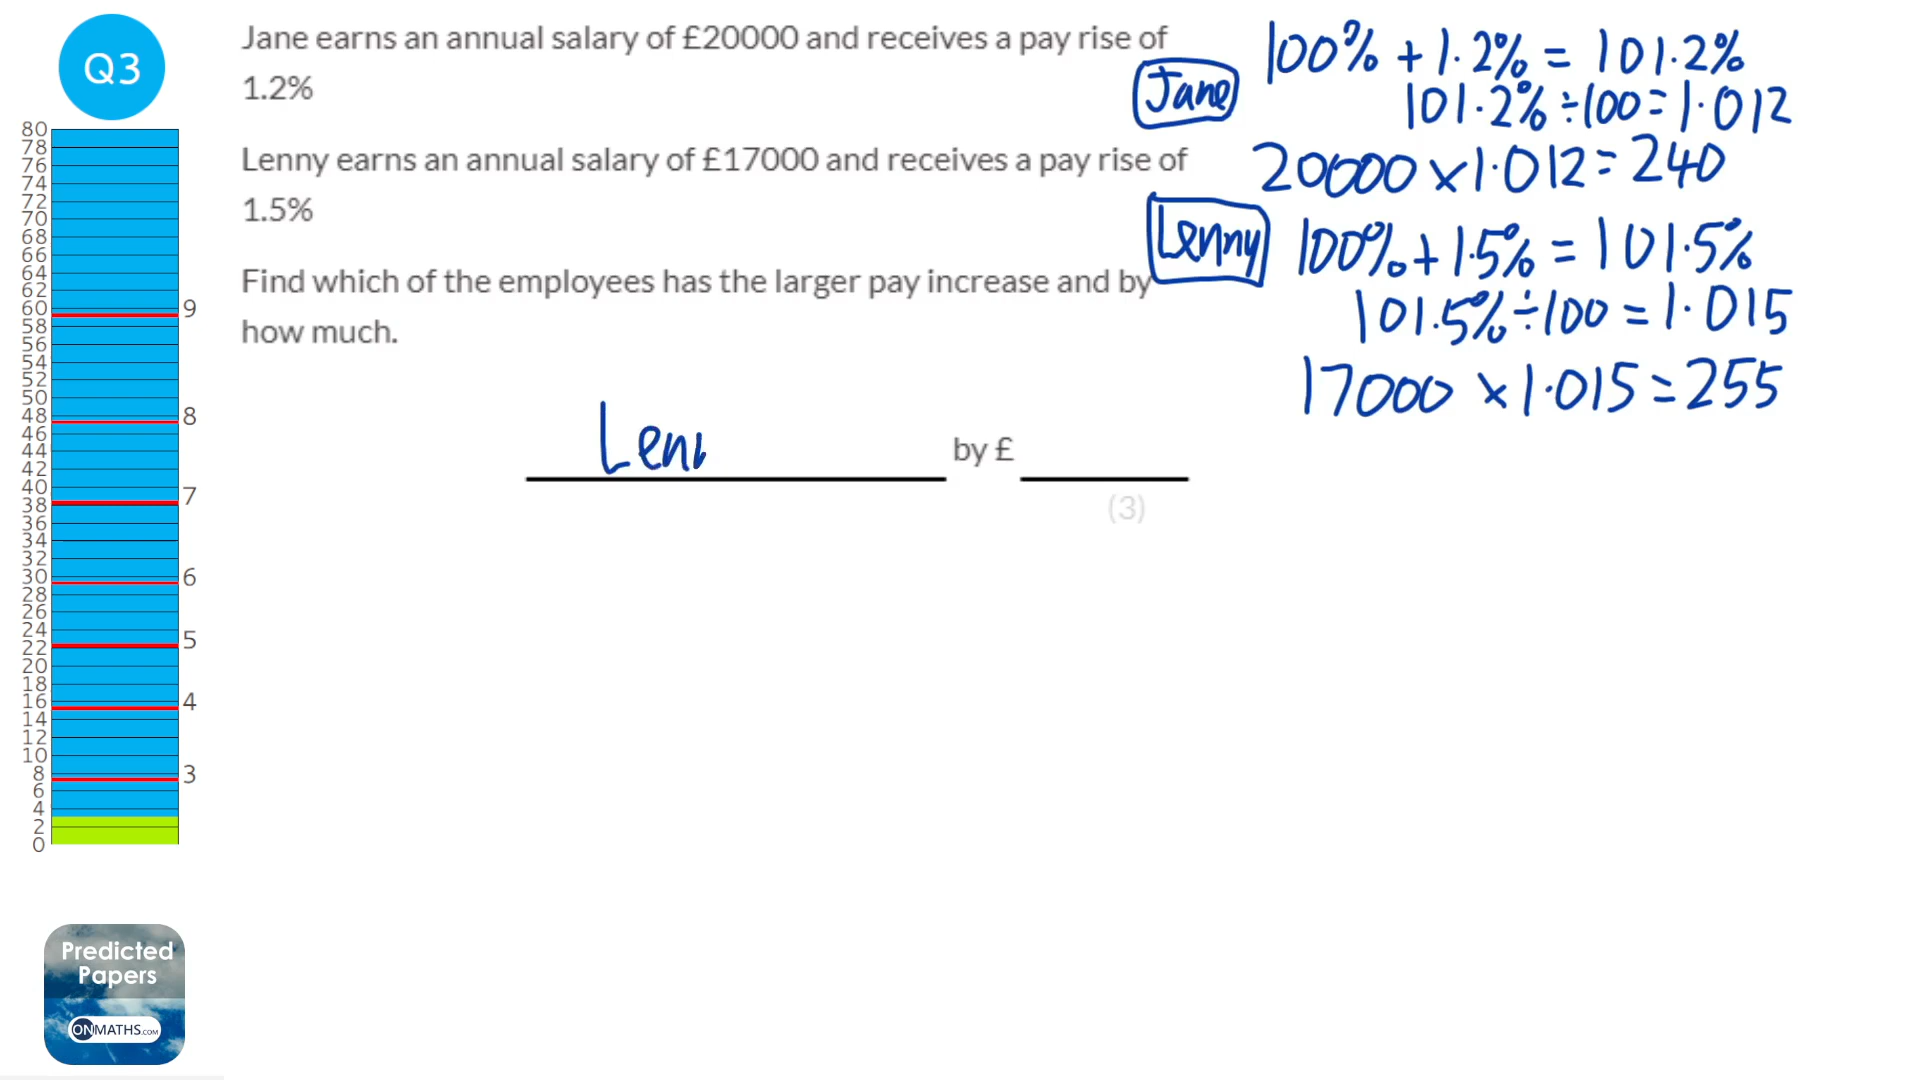 Q3
Jane earns an annual salary of £20000 and receives a pay rise of
1.2%
Lenny earns an annual salary of £17000 and receives a pay rise of
1.5%
Find which of the employees has the larger pay increase and by
how much.
Lenn
by £
(3)
Jane
100% + 1.2% = 101.2%
101.2% ÷ 100 = 1.012
20000 × 1.012 = 240
Lenny
100% + 1.5% = 101.5%
101.5% ÷ 100 = 1.015
17000 × 1.015 = 255
80
78
76
74
72
70
68
66
64
62
60
58
56
54
52
50
48
46
44
42
40
38
36
34
32
30
28
26
24
22
20
18
16
14
12
10
8
6
4
2
0
9
8
7
6
5
4
3
Predicted
Papers
ONMATHS.COM